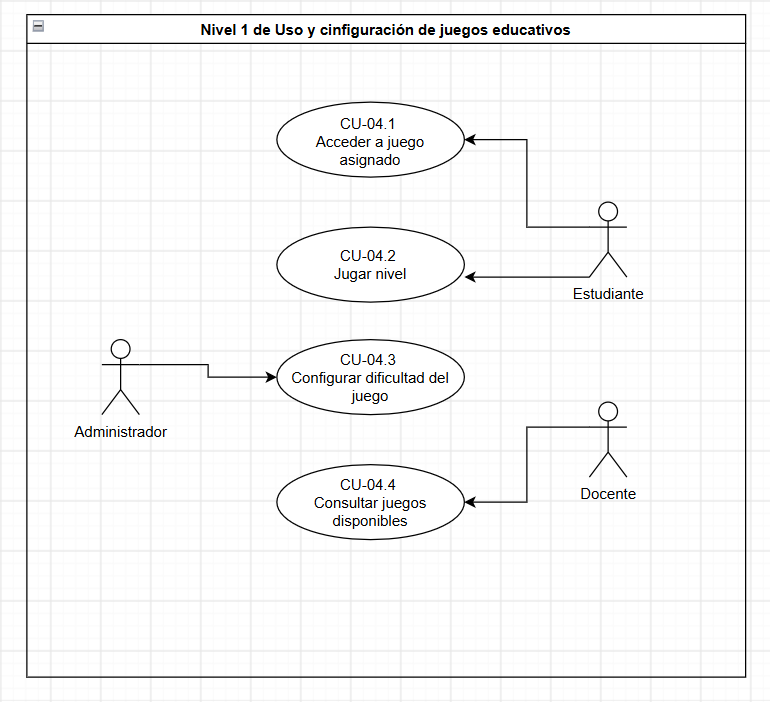 Nivel 1 de Uso y cinfiguración de juegos educativos
CU-04.1
Acceder a juego
asignado
CU-04.2
Jugar nivel
Estudiante
CU-04.3
Configurar dificultad del
juego
Administrador
CU-04.4
Consultar juegos
disponibles
Docente